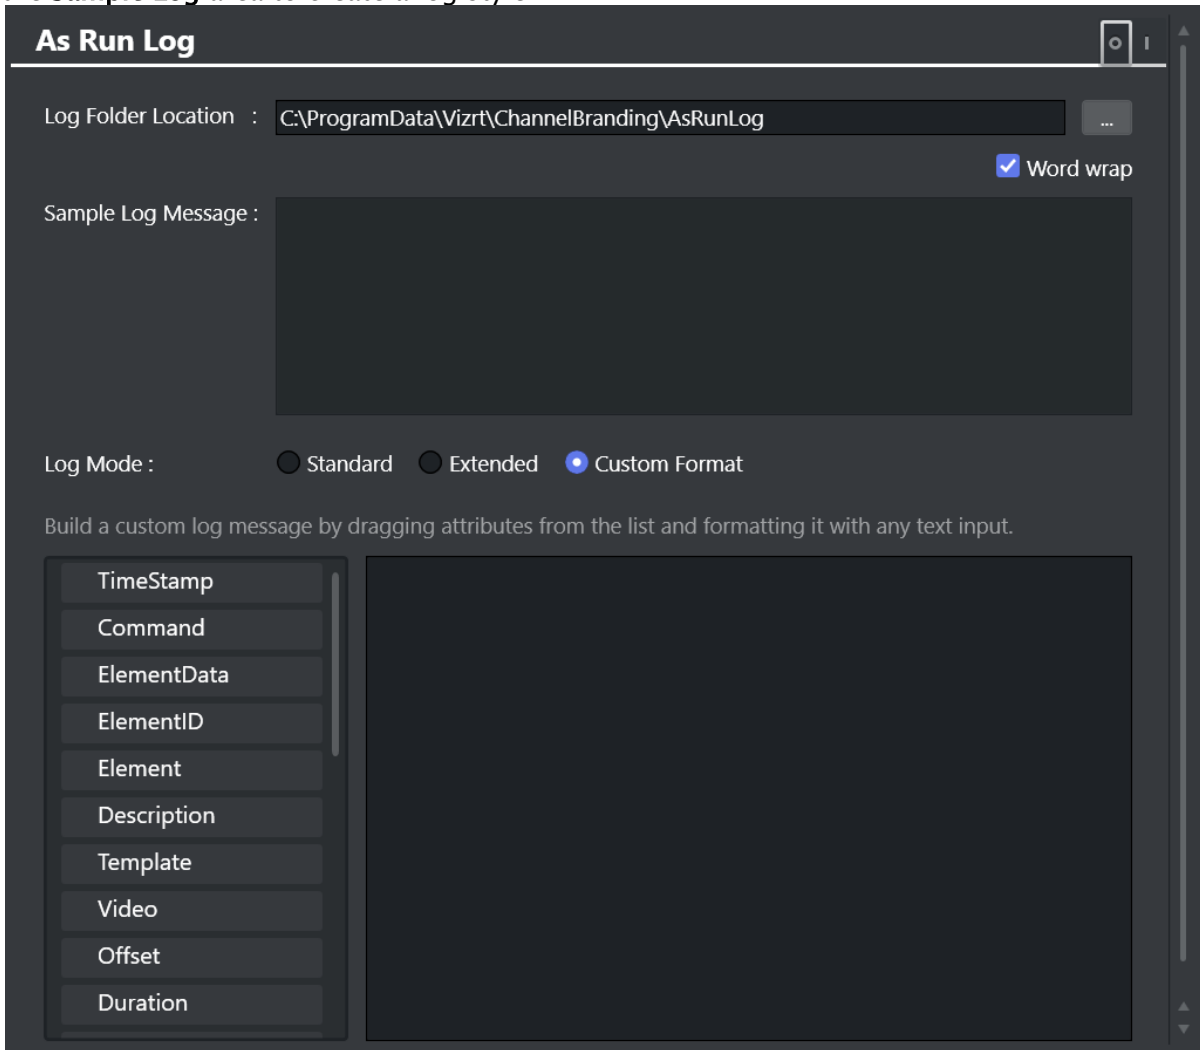 As Run Log
O I
Log Folder Location : C:\ProgramData\Vizrt\ChannelBranding\AsRunLog ...
Word wrap
Sample Log Message :
Log Mode : Standard Extended Custom Format
Build a custom log message by dragging attributes from the list and formatting it with any text input.
TimeStamp
Command
ElementData
ElementID
Element
Description
Template
Video
Offset
Duration